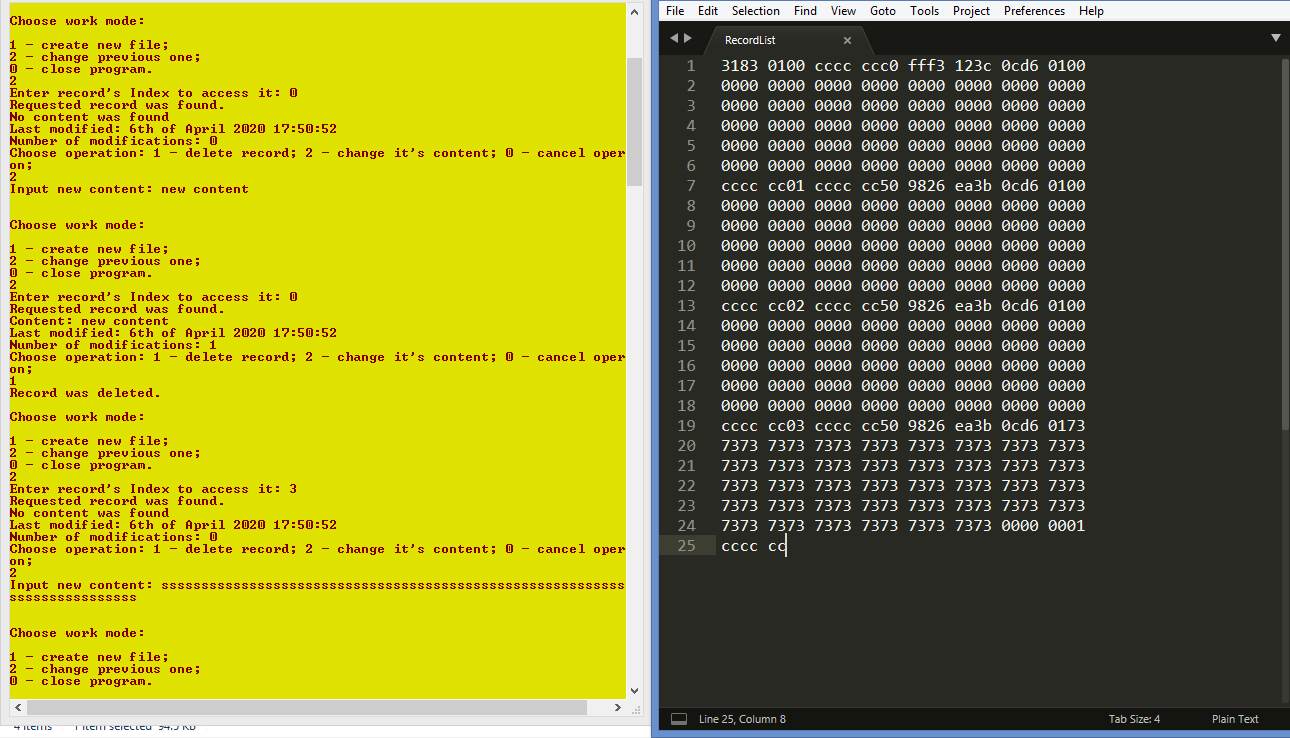 Choose work mode:
1 - create new file;
2 - change previous one;
0 - close program.
2
Enter record's Index to access it: 0
Requested record was found.
No content was found
Last modified: 6th of April 2020 17:50:52
Number of modifications: 0
Choose operation: 1 - delete record; 2 - change it's content; 0 - cancel oper
on;
2
Input new content: new content
Choose work mode:
1 - create new file;
2 - change previous one;
0 - close program.
2
Enter record's Index to access it: 0
Requested record was found.
Content: new content
Last modified: 6th of April 2020 17:50:52
Number of modifications: 1
Choose operation: 1 - delete record; 2 - change it's content; 0 - cancel oper
on;
1
Record was deleted.
Choose work mode:
1 - create new file;
2 - change previous one;
0 - close program.
2
Enter record's Index to access it: 3
Requested record was found.
No content was found
Last modified: 6th of April 2020 17:50:52
Number of modifications: 0
Choose operation: 1 - delete record; 2 - change it's content; 0 - cancel oper
on;
2
Input new content: ssssssssssssssssssssssssssssssssssssssssssssssssssssssssss
ssssssssssssssss
Choose work mode:
1 - create new file;
2 - change previous one;
0 - close program.
4 items 1 item selected 94.5 KB
File Edit Selection Find View Goto Tools Project Preferences Help
RecordList ×
1 3183 0100 cccc ccc0 fff3 123c 0cd6 0100
2 0000 0000 0000 0000 0000 0000 0000 0000
3 0000 0000 0000 0000 0000 0000 0000 0000
4 0000 0000 0000 0000 0000 0000 0000 0000
5 0000 0000 0000 0000 0000 0000 0000 0000
6 0000 0000 0000 0000 0000 0000 0000 0000
7 cccc cc01 cccc cc50 9826 ea3b 0cd6 0100
8 0000 0000 0000 0000 0000 0000 0000 0000
9 0000 0000 0000 0000 0000 0000 0000 0000
10 0000 0000 0000 0000 0000 0000 0000 0000
11 0000 0000 0000 0000 0000 0000 0000 0000
12 0000 0000 0000 0000 0000 0000 0000 0000
13 cccc cc02 cccc cc50 9826 ea3b 0cd6 0100
14 0000 0000 0000 0000 0000 0000 0000 0000
15 0000 0000 0000 0000 0000 0000 0000 0000
16 0000 0000 0000 0000 0000 0000 0000 0000
17 0000 0000 0000 0000 0000 0000 0000 0000
18 0000 0000 0000 0000 0000 0000 0000 0000
19 cccc cc03 cccc cc50 9826 ea3b 0cd6 0173
20 7373 7373 7373 7373 7373 7373 7373 7373
21 7373 7373 7373 7373 7373 7373 7373 7373
22 7373 7373 7373 7373 7373 7373 7373 7373
23 7373 7373 7373 7373 7373 7373 7373 7373
24 7373 7373 7373 7373 7373 7373 0000 0001
25 cccc cc
Line 25, Column 8 Tab Size: 4 Plain Text